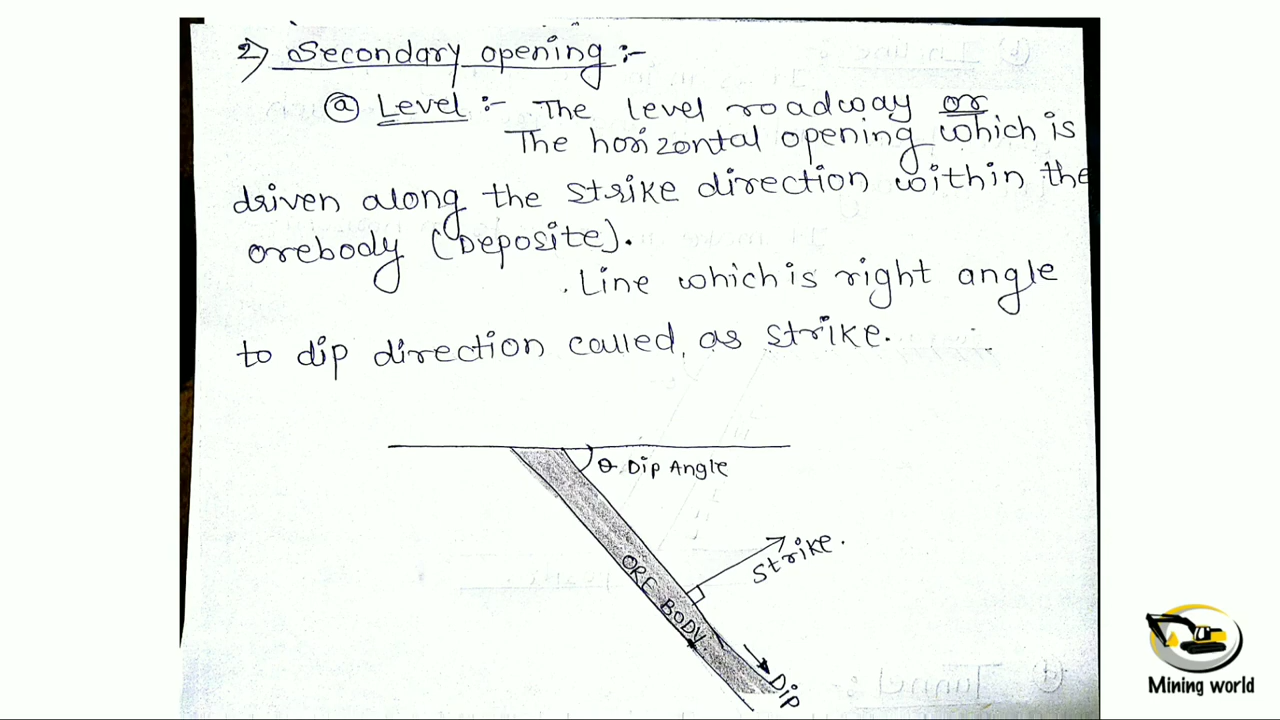 2) Secondary opening :-
(a) Level :- The level roadway or
The horizontal opening which is
driven along the strike direction within the
orebody (Deposite).
. Line which is right angle
to dip direction called, as strike.
θ Dip Angle
Strike.
ORE BODY
Dip
Mining world